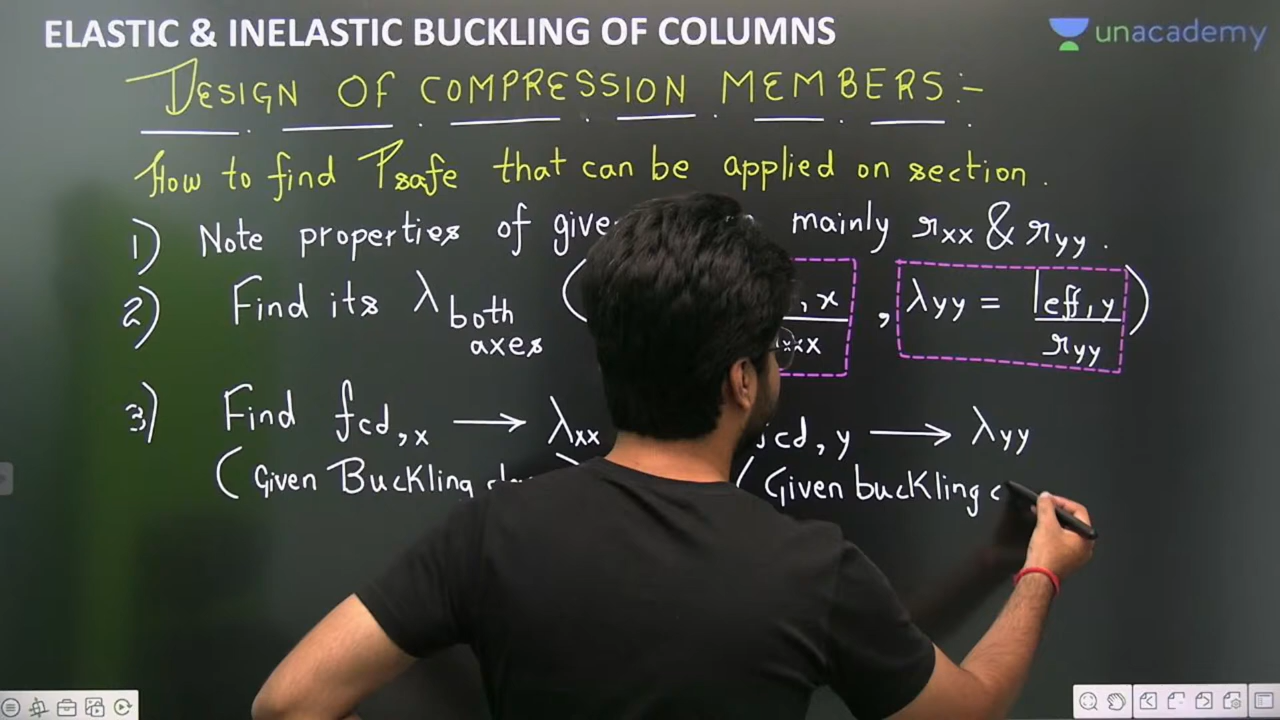 ELASTIC & INELASTIC BUCKLING OF COLUMNS
unacademy
DESIGN OF COMPRESSION MEMBERS:-
How to find Psafe that can be applied on section.
1) Note properties of give mainly rxx & ryy.
2) Find its λ both axes ( , x , λyy = leff,y / ryy )
3) Find fcd,x → λxx cd,y → λyy
(Given Buckling ) (Given buckling c